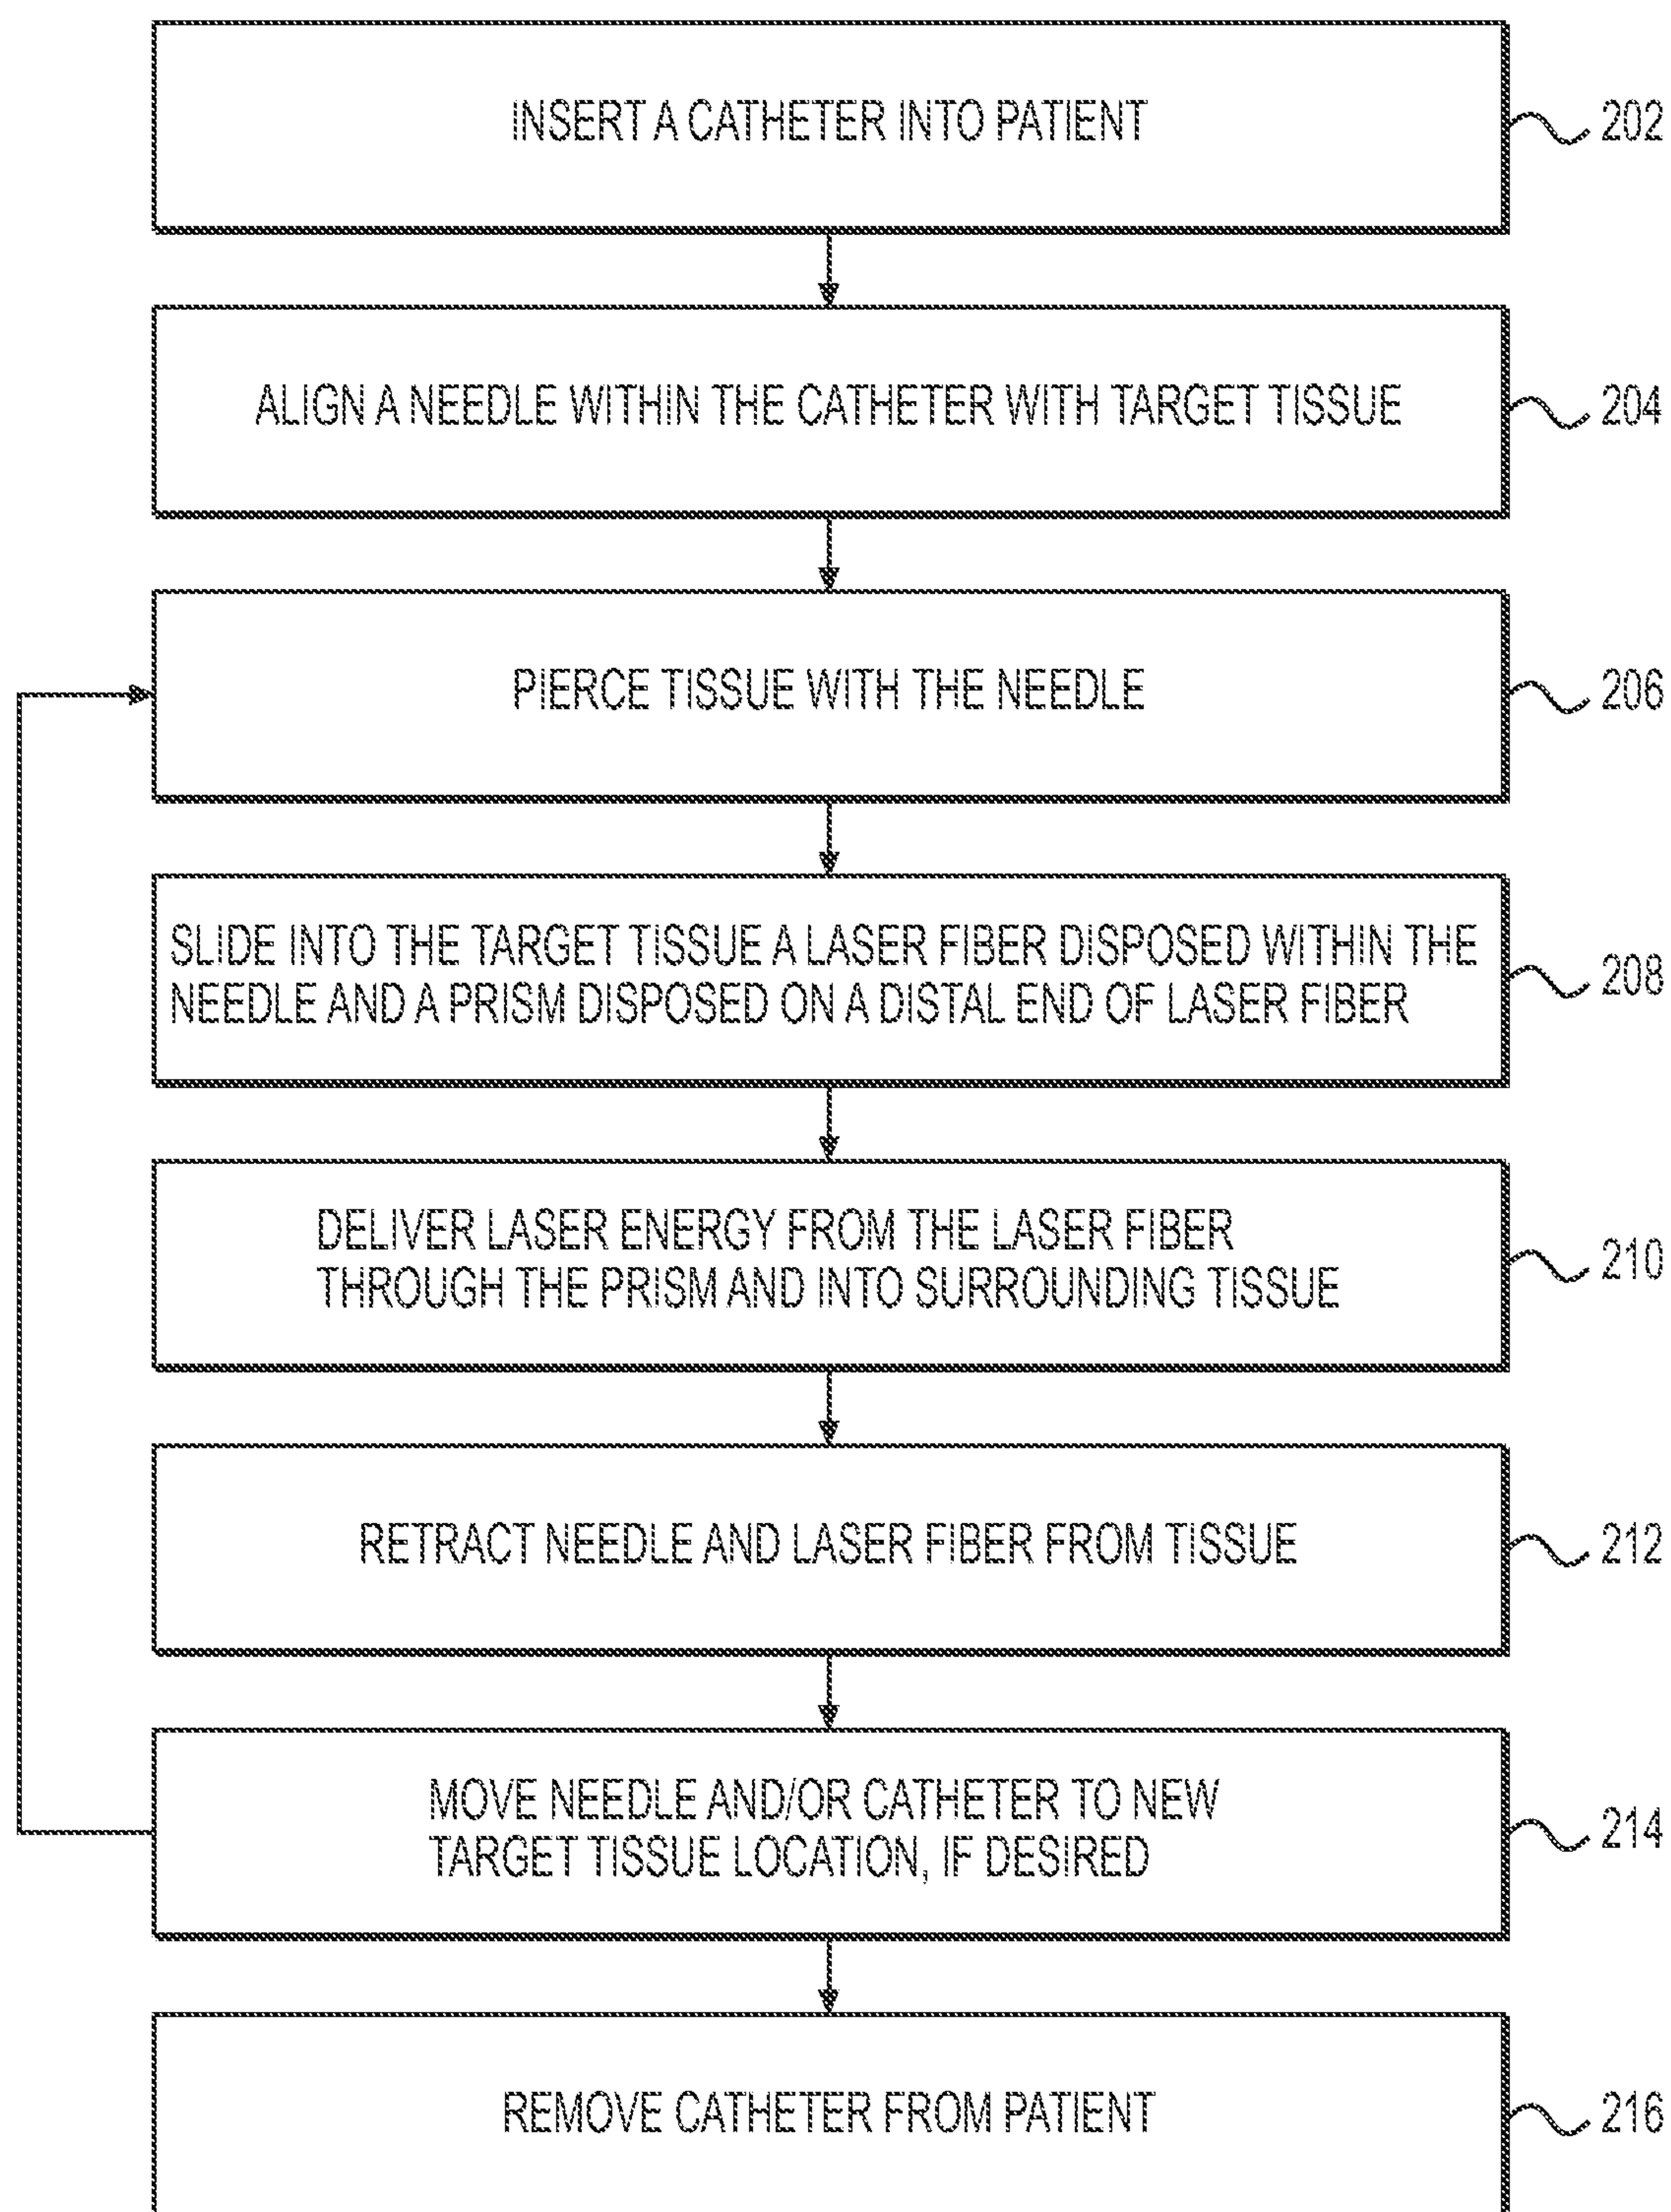 INSERT A CATHETER INTO PATIENT
202
ALIGN A NEEDLE WITHIN THE CATHETER WITH TARGET TISSUE
204
PIERCE TISSUE WITH THE NEEDLE
206
SLIDE INTO THE TARGET TISSUE A LASER FIBER DISPOSED WITHIN THE
NEEDLE AND A PRISM DISPOSED ON A DISTAL END OF LASER FIBER
208
DELIVER LASER ENERGY FROM THE LASER FIBER
THROUGH THE PRISM AND INTO SURROUNDING TISSUE
210
RETRACT NEEDLE AND LASER FIBER FROM TISSUE
212
MOVE NEEDLE AND/OR CATHETER TO NEW
TARGET TISSUE LOCATION, IF DESIRED
214
REMOVE CATHETER FROM PATIENT
216